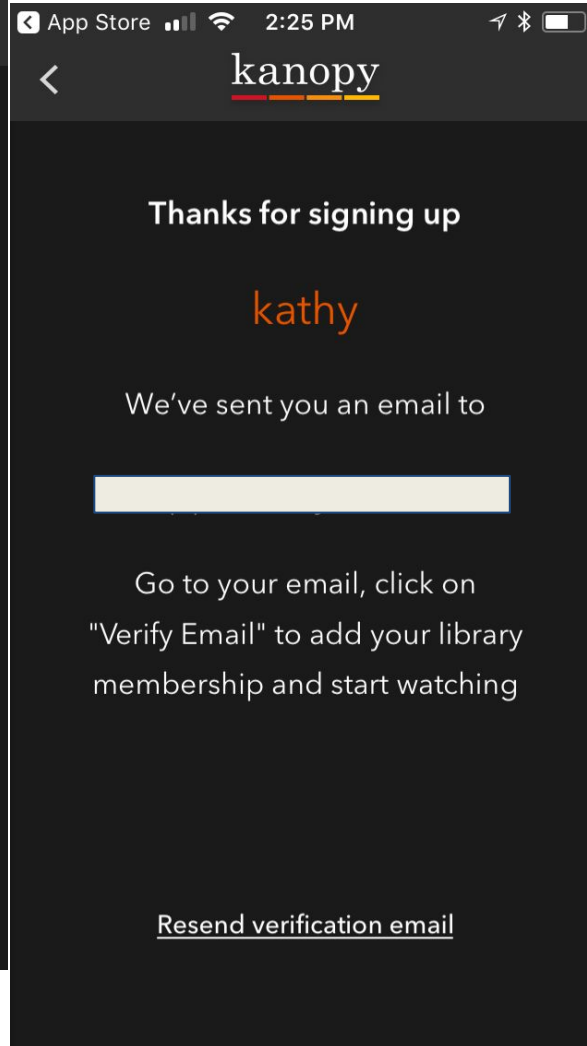 App Store 2:25 PM
kanopy
Thanks for signing up
kathy
We've sent you an email to
Go to your email, click on
"Verify Email" to add your library
membership and start watching
Resend verification email